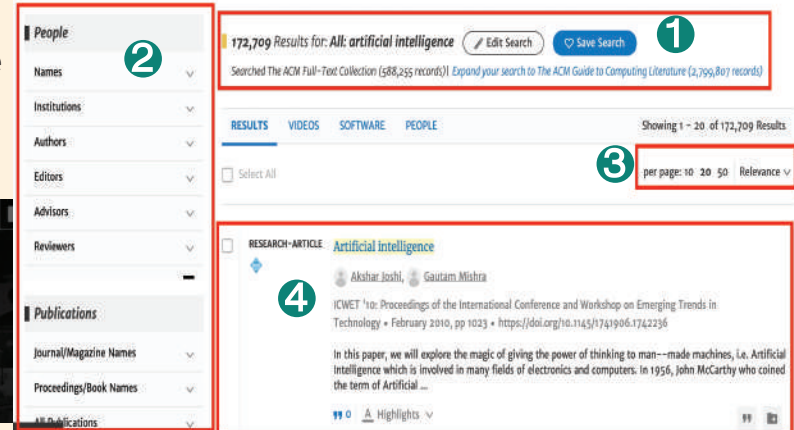 People
2
Names
Institutions
Authors
Editors
Advisors
Reviewers
Publications
Journal/Magazine Names
Proceedings/Book Names
All Publications
1
172,709 Results for: All: artificial intelligence Edit Search Save Search
Searched The ACM Full-Text Collection (588,255 records)| Expand your search to The ACM Guide to Computing Literature (2,799,807 records)
RESULTS VIDEOS SOFTWARE PEOPLE Showing 1 - 20 of 172,709 Results
3
Select All per page: 10 20 50 Relevance
4
RESEARCH-ARTICLE Artificial intelligence
Akshar Joshi, Gautam Mishra
ICWET '10: Proceedings of the International Conference and Workshop on Emerging Trends in
Technology • February 2010, pp 1023 • https://doi.org/10.1145/1741906.1742236
In this paper, we will explore the magic of giving the power of thinking to man--made machines, i.e. Artificial
Intelligence which is involved in many fields of electronics and computers. In 1956, John McCarthy who coined
the term of Artificial ...
0 A Highlights